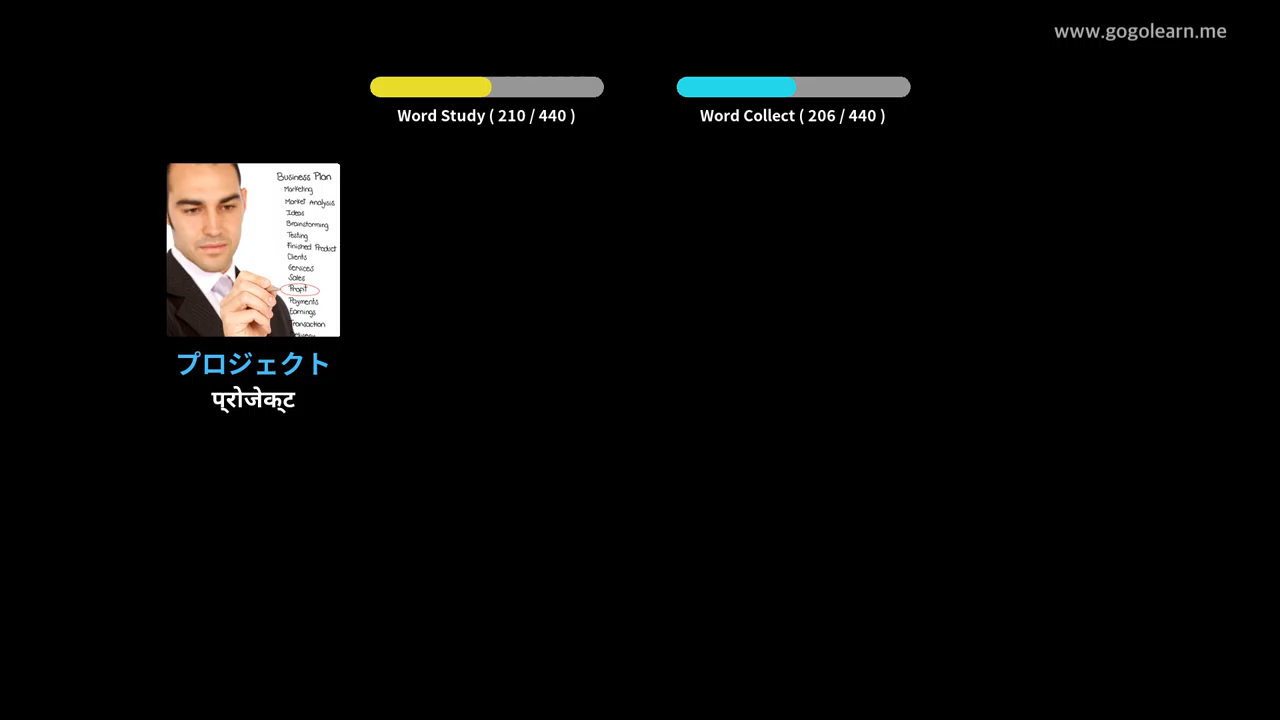 www.gogolearn.me
Word Study ( 210 / 440 )
Word Collect ( 206 / 440 )
Business Plan
Marketing
Market Analysis
Ideas
Brainstorming
Testing
Finished Product
Clients
Services
Sales
Profit
Payments
Earnings
Transaction
プロジェクト
प्रोजेक्ट